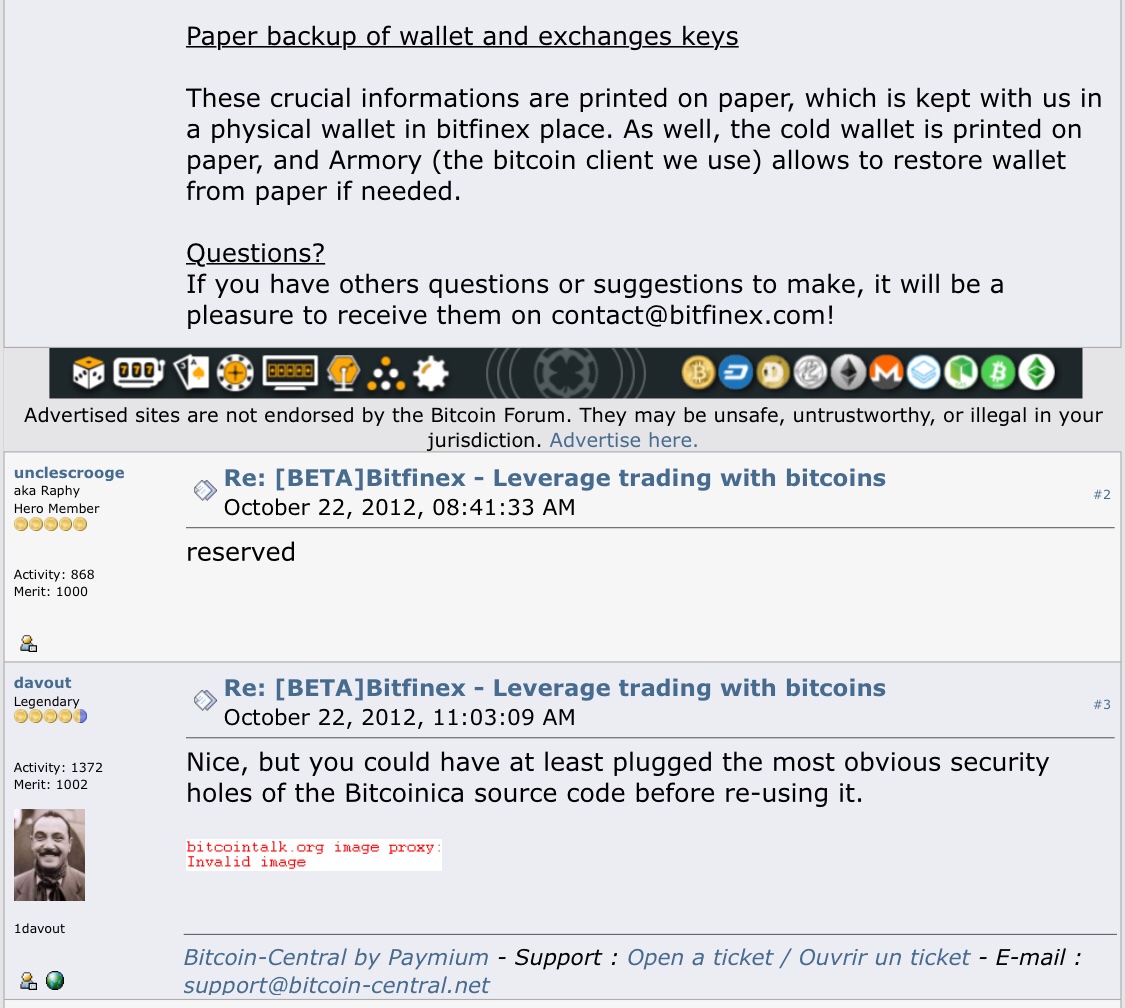 Paper backup of wallet and exchanges keys
These crucial informations are printed on paper, which is kept with us in
a physical wallet in bitfinex place. As well, the cold wallet is printed on
paper, and Armory (the bitcoin client we use) allows to restore wallet
from paper if needed.
Questions?
If you have others questions or suggestions to make, it will be a
pleasure to receive them on contact@bitfinex.com!
777
Advertised sites are not endorsed by the Bitcoin Forum. They may be unsafe, untrustworthy, or illegal in your
jurisdiction. Advertise here.
unclescrooge
aka Raphy
Hero Member
Activity: 868
Merit: 1000
Re: [BETA]Bitfinex - Leverage trading with bitcoins
October 22, 2012, 08:41:33 AM
#2
reserved
davout
Legendary
Activity: 1372
Merit: 1002
1davout
Re: [BETA]Bitfinex - Leverage trading with bitcoins
October 22, 2012, 11:03:09 AM
#3
Nice, but you could have at least plugged the most obvious security
holes of the Bitcoinica source code before re-using it.
bitcointalk.org image proxy:
Invalid image
Bitcoin-Central by Paymium - Support : Open a ticket / Ouvrir un ticket - E-mail :
support@bitcoin-central.net